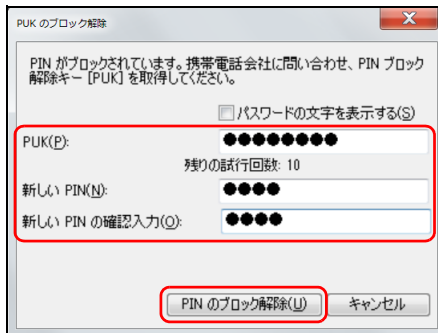 PUK のブロック解除
PIN がブロックされています。携帯電話会社に問い合わせ、PIN ブロック
解除キー [PUK] を取得してください。
パスワードの文字を表示する(S)
PUK(P): ●●●●●●●●
残りの試行回数: 10
新しい PIN(N): ●●●●
新しい PIN の確認入力(O): ●●●●
PIN のブロック解除(U) キャンセル